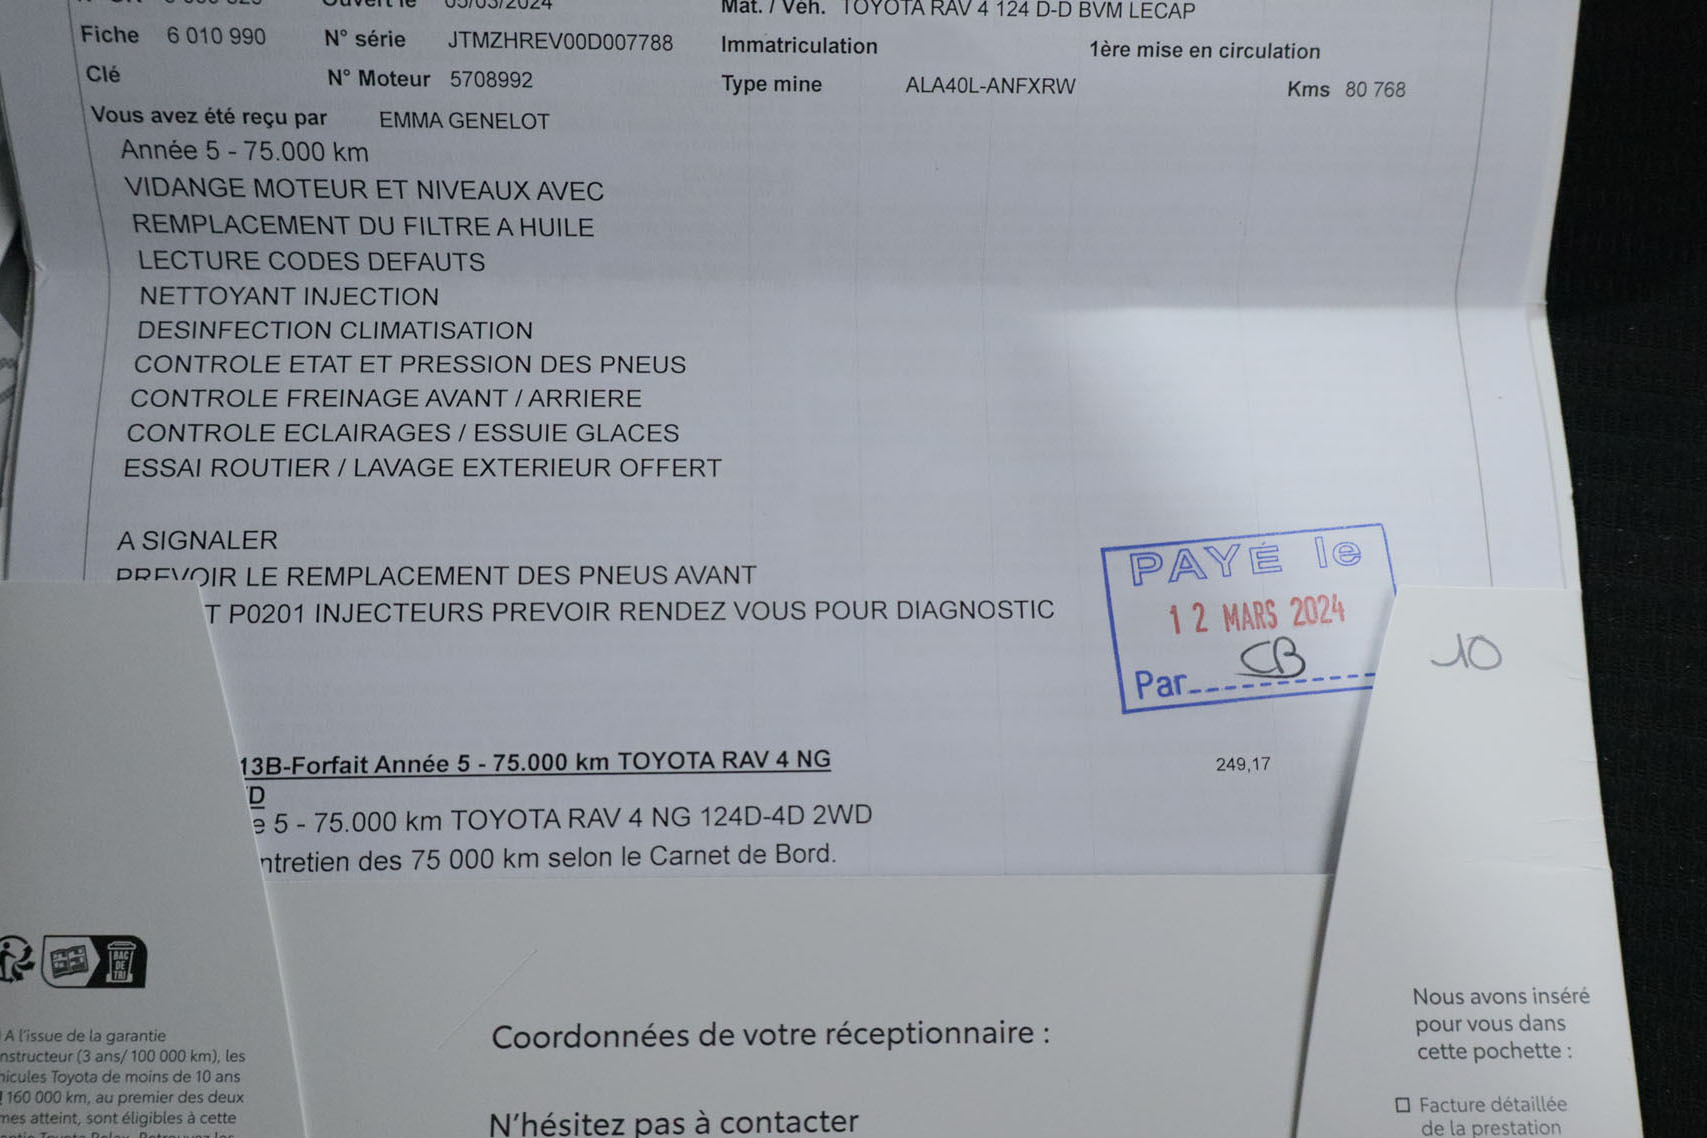 Ouvert le 05/03/2024
Mat. / Véh. TOYOTA RAV 4 124 D-D BVM LECAP
Fiche 6 010 990 N° série JTMZHREV00D007788 Immatriculation 1ère mise en circulation
Clé N° Moteur 5708992 Type mine ALA40L-ANFXRW Kms 80 768
Vous avez été reçu par EMMA GENELOT
Année 5 - 75.000 km
VIDANGE MOTEUR ET NIVEAUX AVEC
REMPLACEMENT DU FILTRE A HUILE
LECTURE CODES DEFAUTS
NETTOYANT INJECTION
DESINFECTION CLIMATISATION
CONTROLE ETAT ET PRESSION DES PNEUS
CONTROLE FREINAGE AVANT / ARRIERE
CONTROLE ECLAIRAGES / ESSUIE GLACES
ESSAI ROUTIER / LAVAGE EXTERIEUR OFFERT
A SIGNALER
PREVOIR LE REMPLACEMENT DES PNEUS AVANT
T P0201 INJECTEURS PREVOIR RENDEZ VOUS POUR DIAGNOSTIC
PAYÉ le
12 MARS 2024
Par CB
10
13B-Forfait Année 5 - 75.000 km TOYOTA RAV 4 NG 249,17
D
e 5 - 75.000 km TOYOTA RAV 4 NG 124D-4D 2WD
ntretien des 75 000 km selon le Carnet de Bord.
BAC
DE
TRI
A l'issue de la garantie
nstructeur (3 ans/ 100 000 km), les
hicules Toyota de moins de 10 ans
160 000 km, au premier des deux
mes atteint, sont éligibles à cette
Coordonnées de votre réceptionnaire :
N'hésitez pas à contacter
Nous avons inséré
pour vous dans
cette pochette :
☐ Facture détaillée
de la prestation